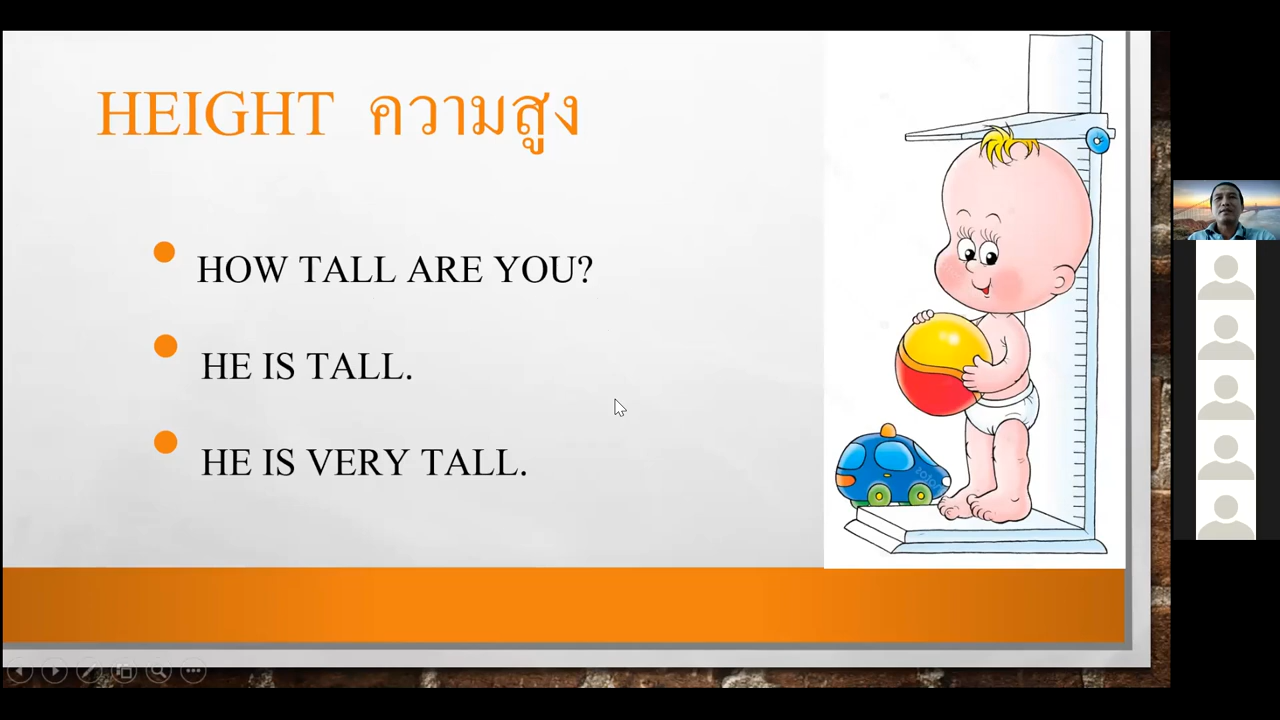 HEIGHT ความสูง
HOW TALL ARE YOU?
HE IS TALL.
HE IS VERY TALL.